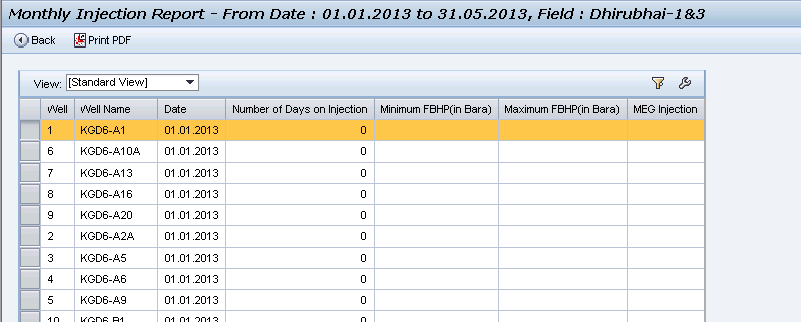 Monthly Injection Report - From Date : 01.01.2013 to 31.05.2013, Field : Dhirubhai-1&3
Back Print PDF
View: [Standard View]
Well Well Name Date Number of Days on Injection Minimum FBHP(in Bara) Maximum FBHP(in Bara) MEG Injection
1 KGD6-A1 01.01.2013 0
6 KGD6-A10A 01.01.2013 0
7 KGD6-A13 01.01.2013 0
8 KGD6-A16 01.01.2013 0
9 KGD6-A20 01.01.2013 0
2 KGD6-A2A 01.01.2013 0
3 KGD6-A5 01.01.2013 0
4 KGD6-A6 01.01.2013 0
5 KGD6-A9 01.01.2013 0
10 KGD6-B1 01.01.2013 0